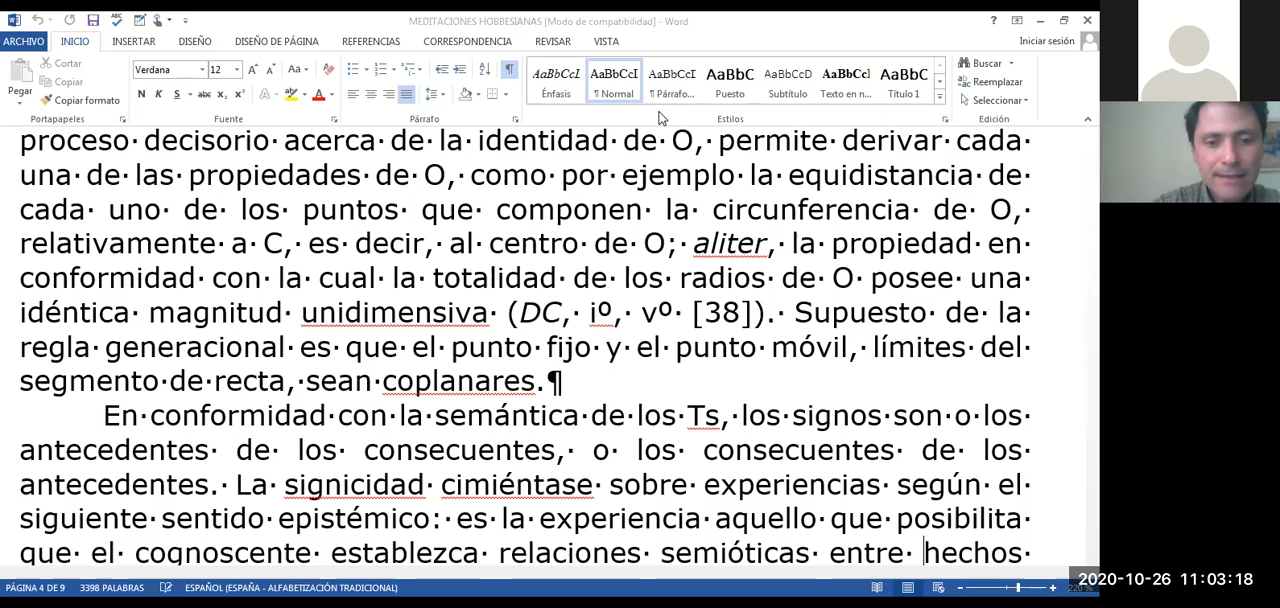 MEDITACIONES HOBBESIANAS [Modo de compatibilidad] - Word
ARCHIVO INICIO INSERTAR DISEÑO DISEÑO DE PÁGINA REFERENCIAS CORRESPONDENCIA REVISAR VISTA Iniciar sesión
Pegar
Cortar
Copiar
Copiar formato
Portapapeles
Verdana 12
Fuente
Párrafo
AaBbCcI AaBbCcI AaBbCcI AaBbC AaBbCcD AaBbCcI AaBbC
Énfasis ¶ Normal ¶ Párrafo... Puesto Subtítulo Texto en n... Título 1
Estilos
Buscar
Reemplazar
Seleccionar
Edición
proceso decisorio acerca de la identidad de O, permite derivar cada
una de las propiedades de O, como por ejemplo la equidistancia de
cada uno de los puntos que componen la circunferencia de O,
relativamente a C, es decir, al centro de O; aliter, la propiedad en
conformidad con la cual la totalidad de los radios de O posee una
idéntica magnitud unidimensiva (DC, iº, vº [38]). Supuesto de la
regla generacional es que el punto fijo y el punto móvil, límites del
segmento de recta, sean coplanares.¶
En conformidad con la semántica de los Ts, los signos son o los
antecedentes de los consecuentes, o los consecuentes de los
antecedentes. La signicidad cimiéntase sobre experiencias según el
siguiente sentido epistémico: es la experiencia aquello que posibilita
que el cognoscente establezca relaciones semióticas entre hechos
PÁGINA 4 DE 9 3398 PALABRAS ESPAÑOL (ESPAÑA - ALFABETIZACIÓN TRADICIONAL) 220 %
2020-10-26 11:03:18